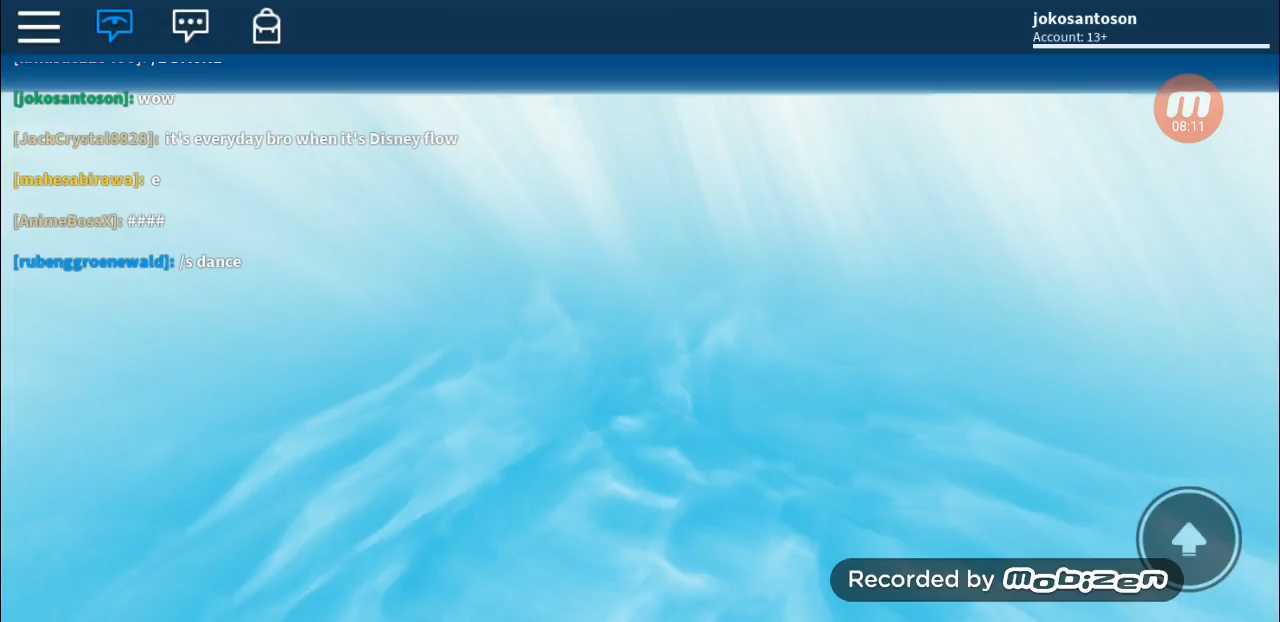 jokosantoson
Account: 13+
[jokosantoson]: wow
[JackCrystal8828]: it's everyday bro when it's Disney flow
[mahesabirawa]: e
[AnimeBossX]: ####
[rubenggroenewald]: /s dance
08:11
Recorded by mobizen